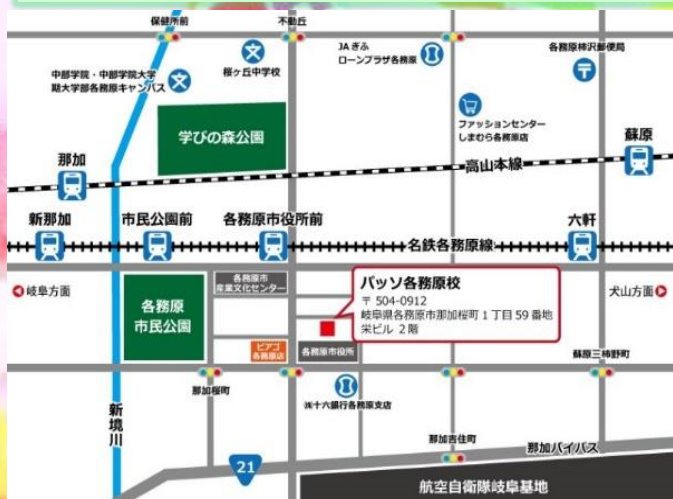 保健所前
不動丘
桜ヶ丘中学校
JA ぎふ
ローンプラザ各務原
各務原柿沢郵便局
中部学院・中部学院大学
期大学部各務原キャンパス
学びの森公園
ファッションセンター
しまむら各務原店
那加
高山本線
蘇原
新那加
市民公園前
各務原市役所前
名鉄各務原線
六軒
岐阜方面
各務原市
産業文化センター
パッソ各務原校
〒 504-0912
岐阜県各務原市那加桜町 1 丁目 59 番地
栄ビル 2 階
犬山方面
各務原
市民公園
ピアゴ
各務原店
各務原市役所
蘇原三柿野町
那加桜町
㈱十六銀行各務原支店
新境川
那加吉住町
那加バイパス
21
航空自衛隊岐阜基地